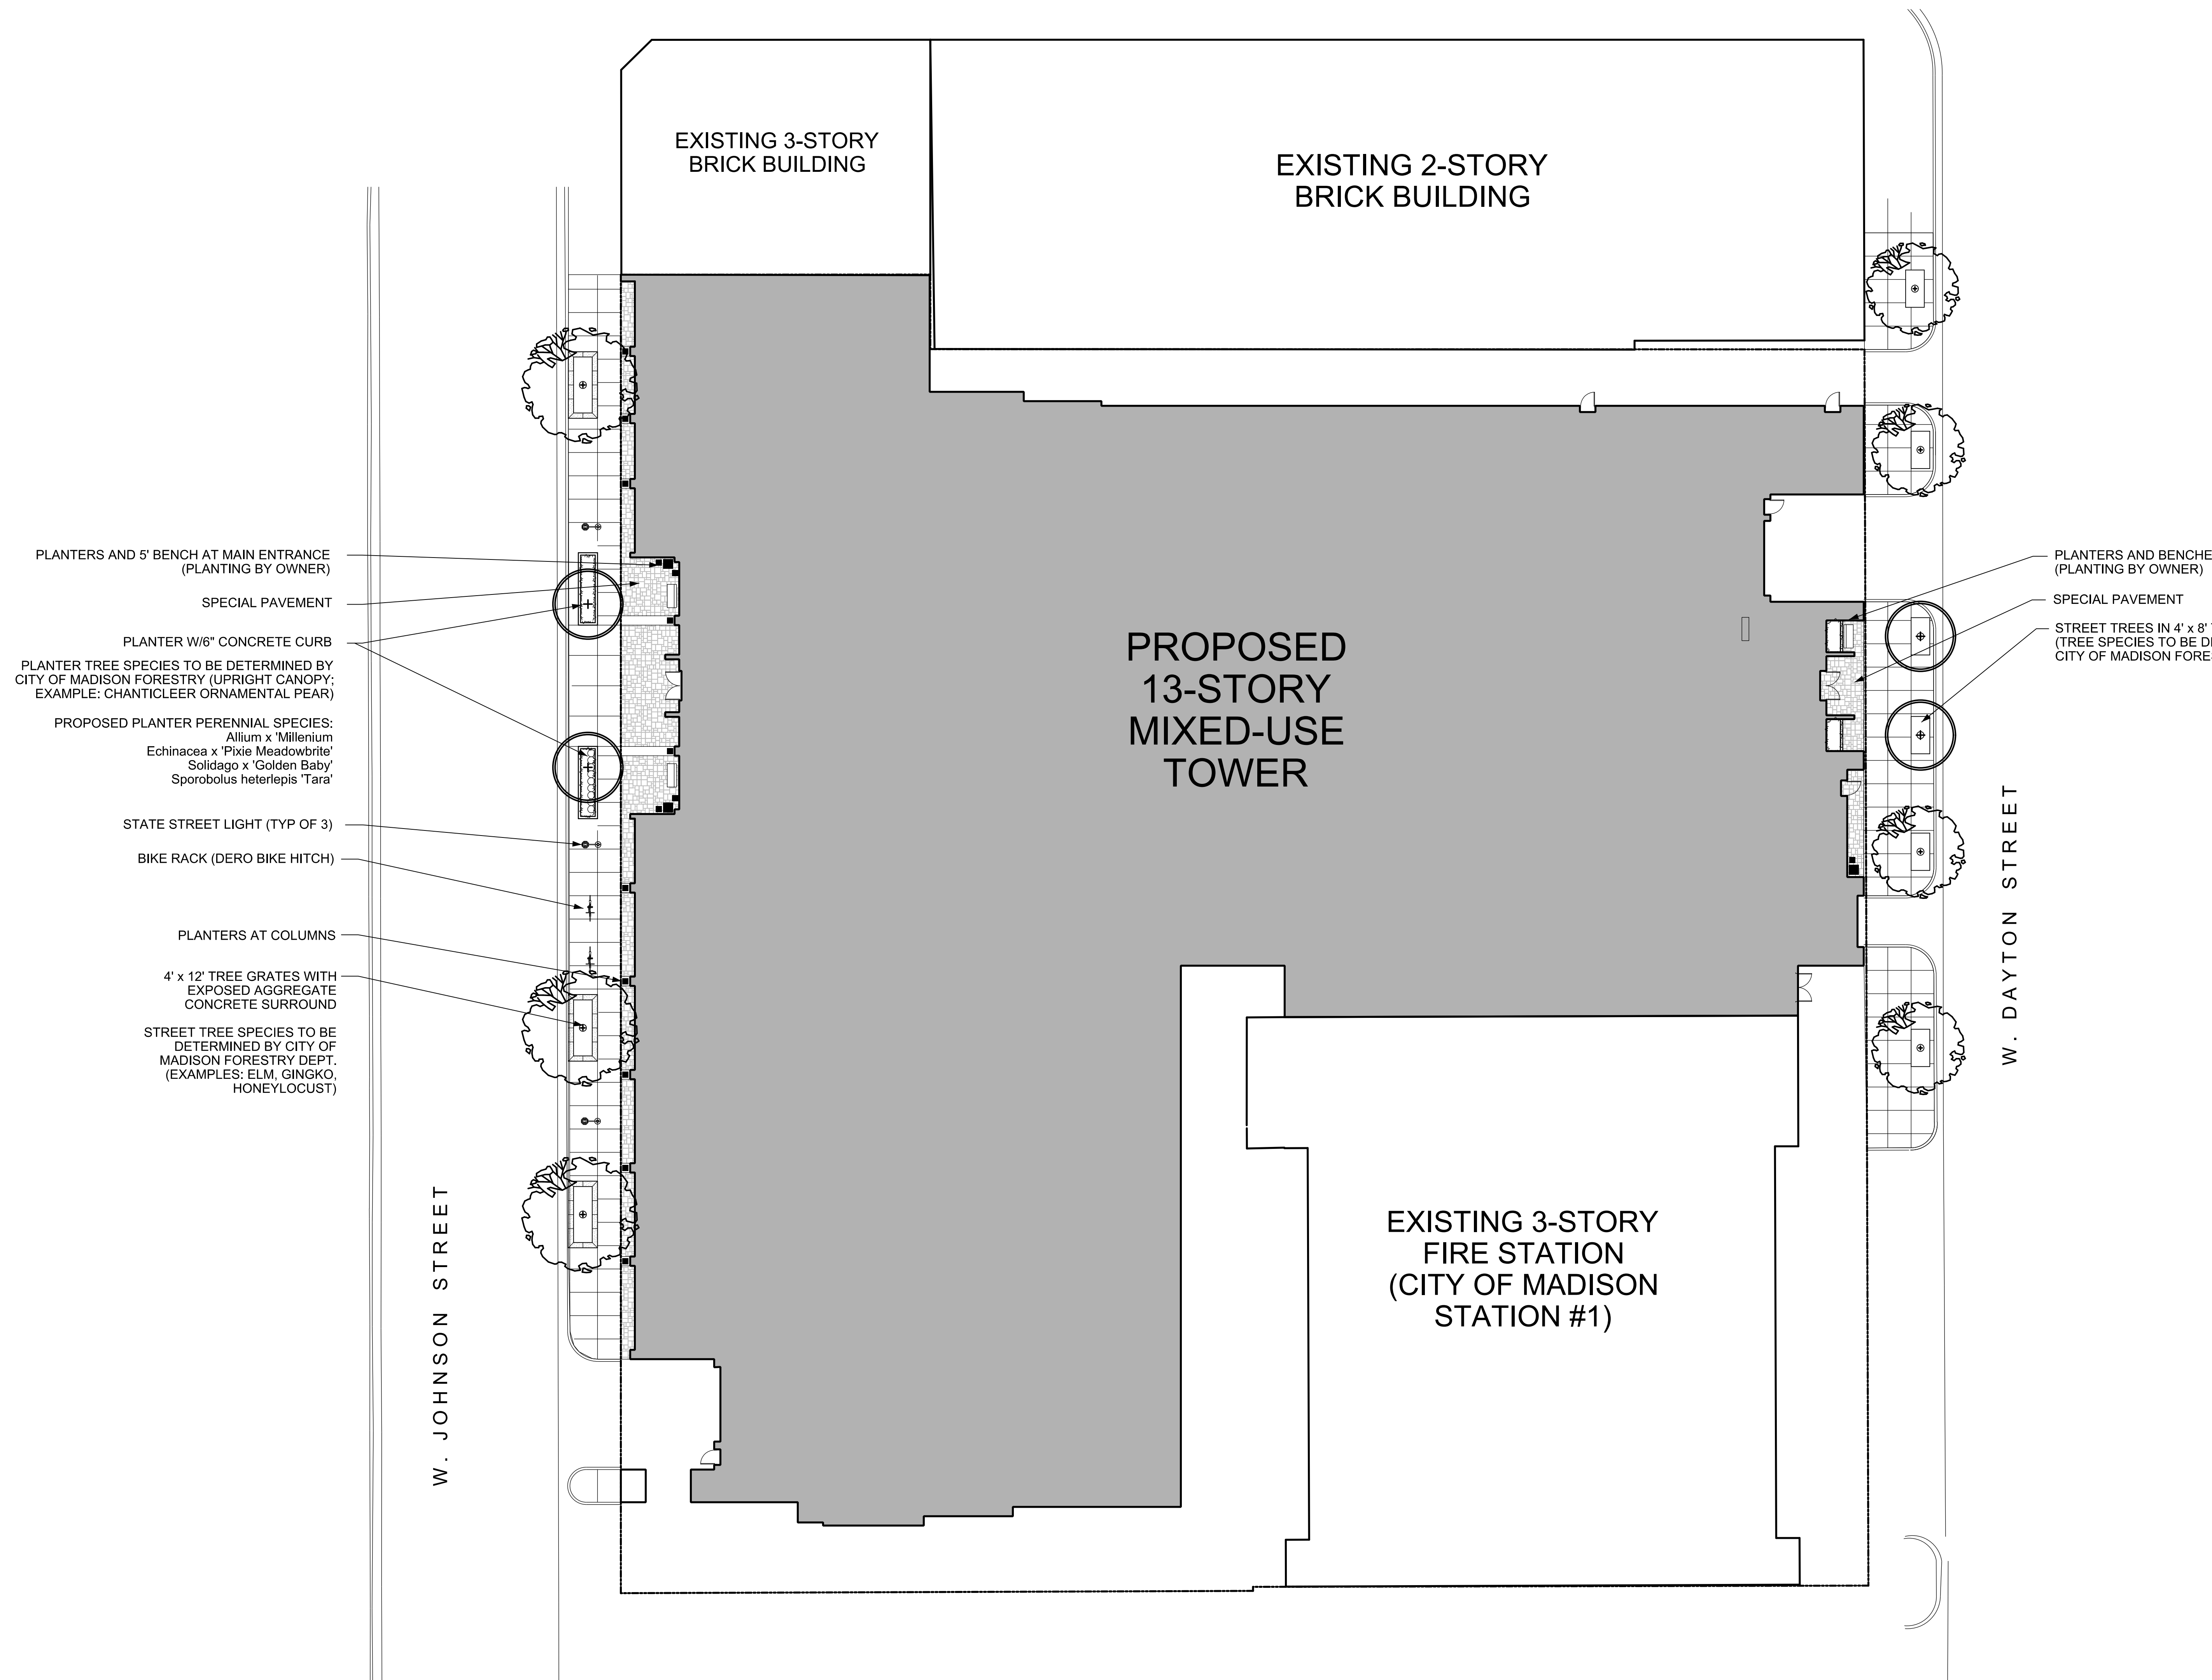 EXISTING 3-STORY
BRICK BUILDING
EXISTING 2-STORY
BRICK BUILDING
PLANTERS AND 5' BENCH AT MAIN ENTRANCE
(PLANTING BY OWNER)
SPECIAL PAVEMENT
PLANTER W/6" CONCRETE CURB
PLANTER TREE SPECIES TO BE DETERMINED BY
CITY OF MADISON FORESTRY (UPRIGHT CANOPY;
EXAMPLE: CHANTICLEER ORNAMENTAL PEAR)
PROPOSED PLANTER PERENNIAL SPECIES:
Allium x 'Millenium
Echinacea x 'Pixie Meadowbrite'
Solidago x 'Golden Baby'
Sporobolus heterlepis 'Tara'
STATE STREET LIGHT (TYP OF 3)
BIKE RACK (DERO BIKE HITCH)
PLANTERS AT COLUMNS
4' x 12' TREE GRATES WITH
EXPOSED AGGREGATE
CONCRETE SURROUND
STREET TREE SPECIES TO BE
DETERMINED BY CITY OF
MADISON FORESTRY DEPT.
(EXAMPLES: ELM, GINGKO,
HONEYLOCUST)
W. JOHNSON STREET
PROPOSED
13-STORY
MIXED-USE
TOWER
EXISTING 3-STORY
FIRE STATION
(CITY OF MADISON
STATION #1)
PLANTERS AND BENCHE
(PLANTING BY OWNER)
SPECIAL PAVEMENT
STREET TREES IN 4' x 8'
(TREE SPECIES TO BE
CITY OF MADISON FORE
W. DAYTON STREET